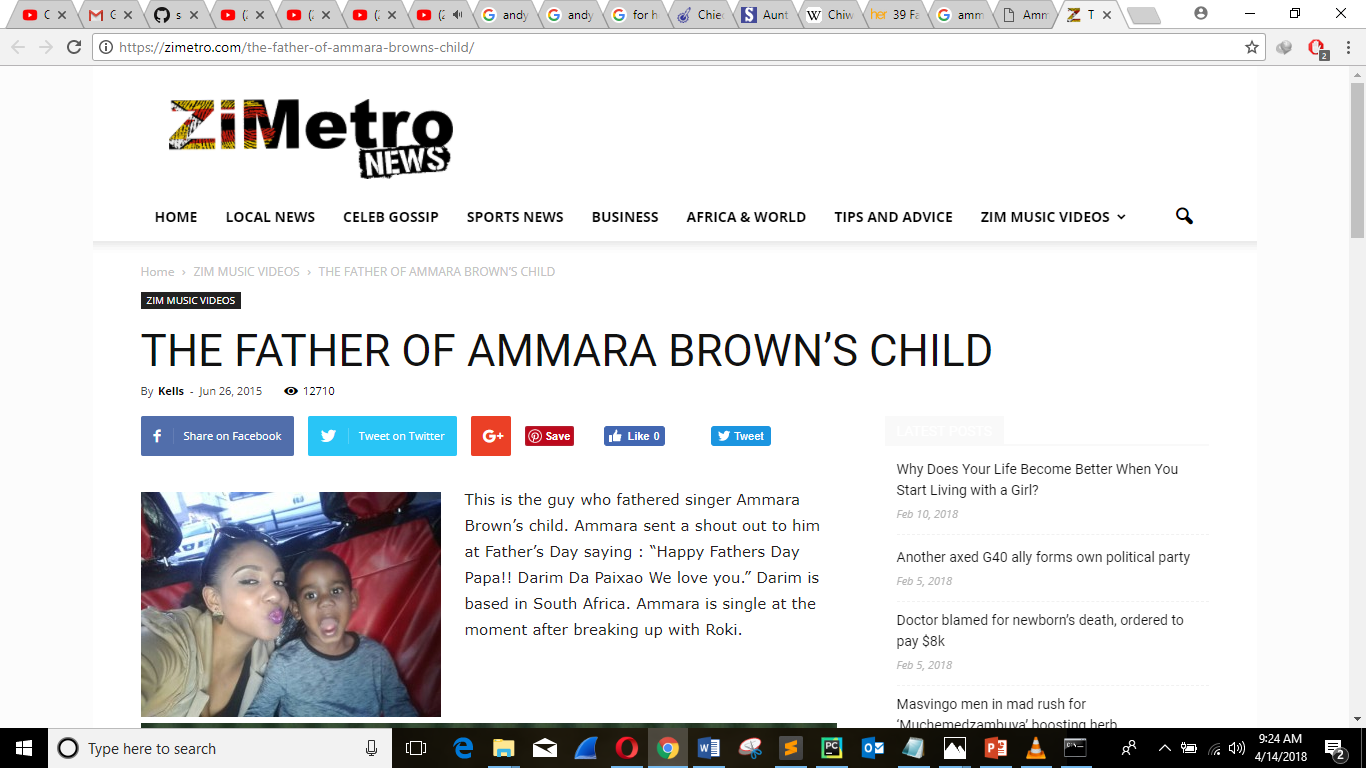 C
G
s
(2
(2
(2
(2
andy
andy
for h
Chied
Aunt
Chiw
39 Fa
amm
Amm
T
https://zimetro.com/the-father-of-ammara-browns-child/
2
ZiMetro
NEWS
HOME LOCAL NEWS CELEB GOSSIP SPORTS NEWS BUSINESS AFRICA & WORLD TIPS AND ADVICE ZIM MUSIC VIDEOS
Home › ZIM MUSIC VIDEOS › THE FATHER OF AMMARA BROWN’S CHILD
ZIM MUSIC VIDEOS
THE FATHER OF AMMARA BROWN’S CHILD
By Kells - Jun 26, 2015 12710
Share on Facebook Tweet on Twitter G+ Save Like 0 Tweet
This is the guy who fathered singer Ammara
Brown’s child. Ammara sent a shout out to him
at Father’s Day saying : “Happy Fathers Day
Papa!! Darim Da Paixao We love you.” Darim is
based in South Africa. Ammara is single at the
moment after breaking up with Roki.
LATEST POSTS
Why Does Your Life Become Better When You
Start Living with a Girl?
Feb 10, 2018
Another axed G40 ally forms own political party
Feb 5, 2018
Doctor blamed for newborn’s death, ordered to
pay $8k
Feb 5, 2018
Masvingo men in mad rush for
‘Muchemedzambuya’ boosting herb
Type here to search
9:24 AM
4/14/2018
2